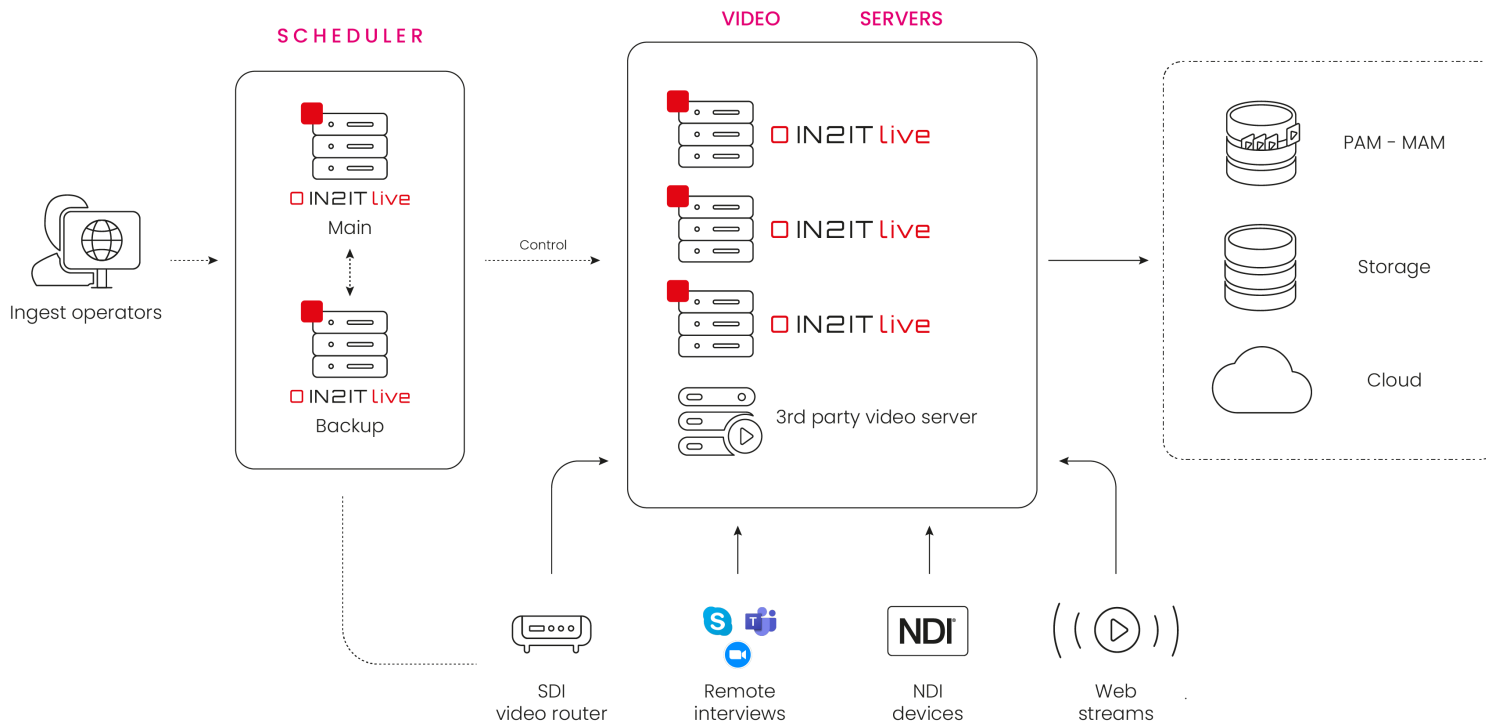 SCHEDULER
VIDEO SERVERS
Ingest operators
IN2IT live
Main
IN2IT live
Backup
Control
IN2IT live
IN2IT live
IN2IT live
3rd party video server
PAM - MAM
Storage
Cloud
SDI
video router
S
T
Remote
interviews
NDI®
NDI
devices
Web
streams
.